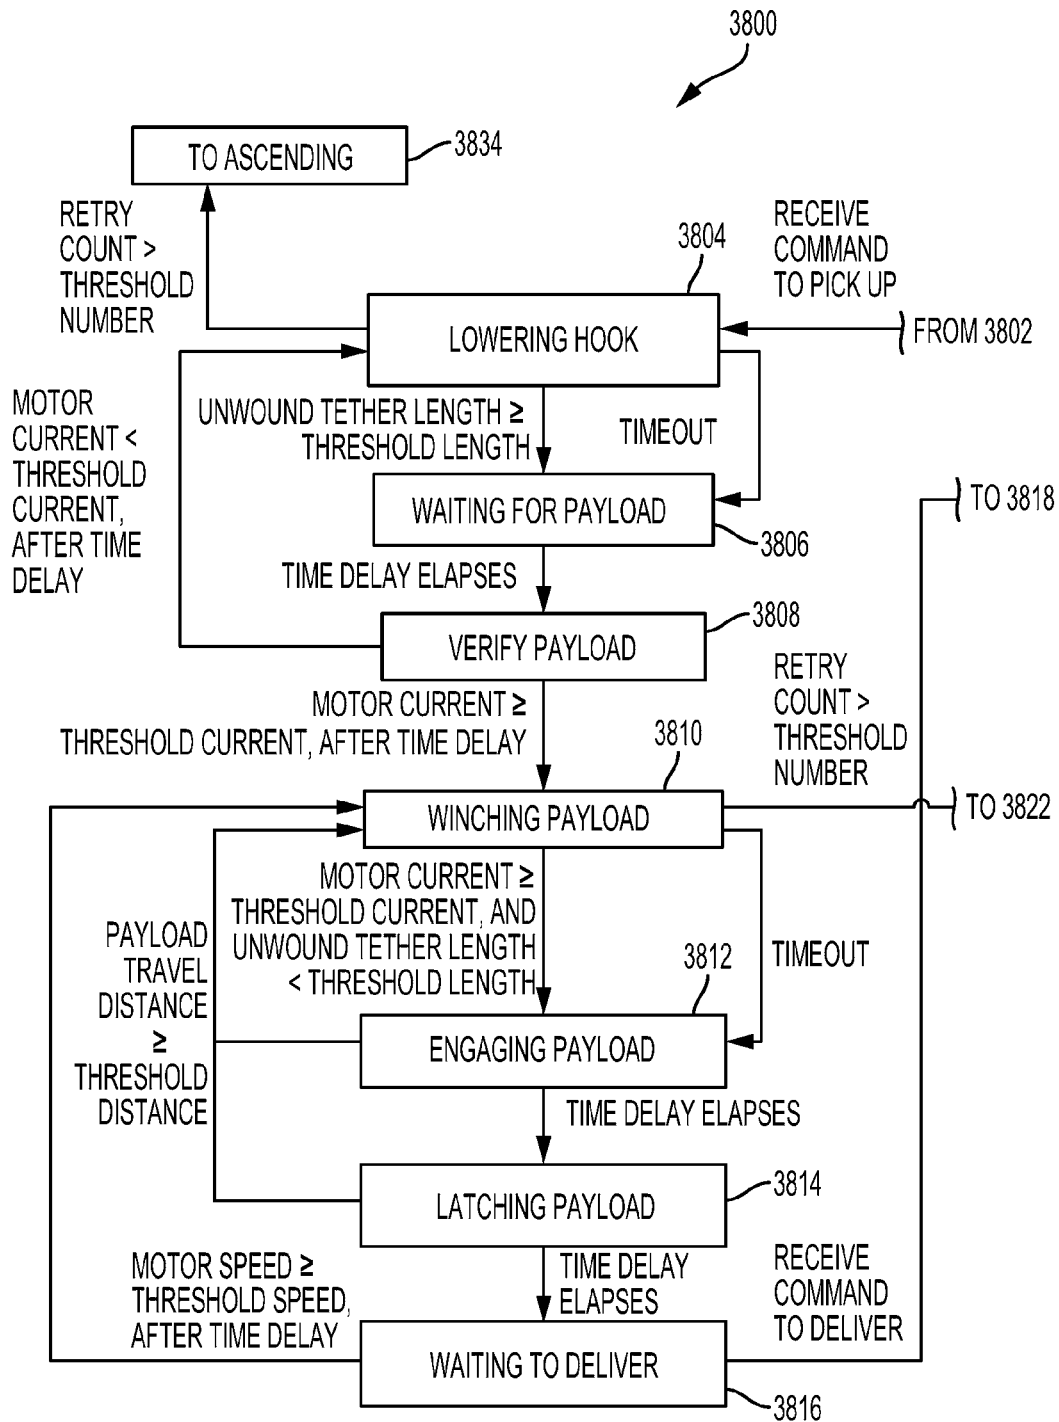 3800
TO ASCENDING
3834
RETRY
COUNT >
THRESHOLD
NUMBER
3804
RECEIVE
COMMAND
TO PICK UP
LOWERING HOOK
FROM 3802
MOTOR
CURRENT <
THRESHOLD
CURRENT,
AFTER TIME
DELAY
UNWOUND TETHER LENGTH ≥
THRESHOLD LENGTH
TIMEOUT
WAITING FOR PAYLOAD
3806
TO 3818
TIME DELAY ELAPSES
VERIFY PAYLOAD
3808
MOTOR CURRENT ≥
THRESHOLD CURRENT, AFTER TIME DELAY
RETRY
COUNT >
THRESHOLD
NUMBER
3810
WINCHING PAYLOAD
TO 3822
MOTOR CURRENT ≥
THRESHOLD CURRENT, AND
UNWOUND TETHER LENGTH
< THRESHOLD LENGTH
PAYLOAD
TRAVEL
DISTANCE
≥
THRESHOLD
DISTANCE
3812
TIMEOUT
ENGAGING PAYLOAD
TIME DELAY ELAPSES
LATCHING PAYLOAD
3814
MOTOR SPEED ≥
THRESHOLD SPEED,
AFTER TIME DELAY
TIME DELAY
ELAPSES
RECEIVE
COMMAND
TO DELIVER
WAITING TO DELIVER
3816